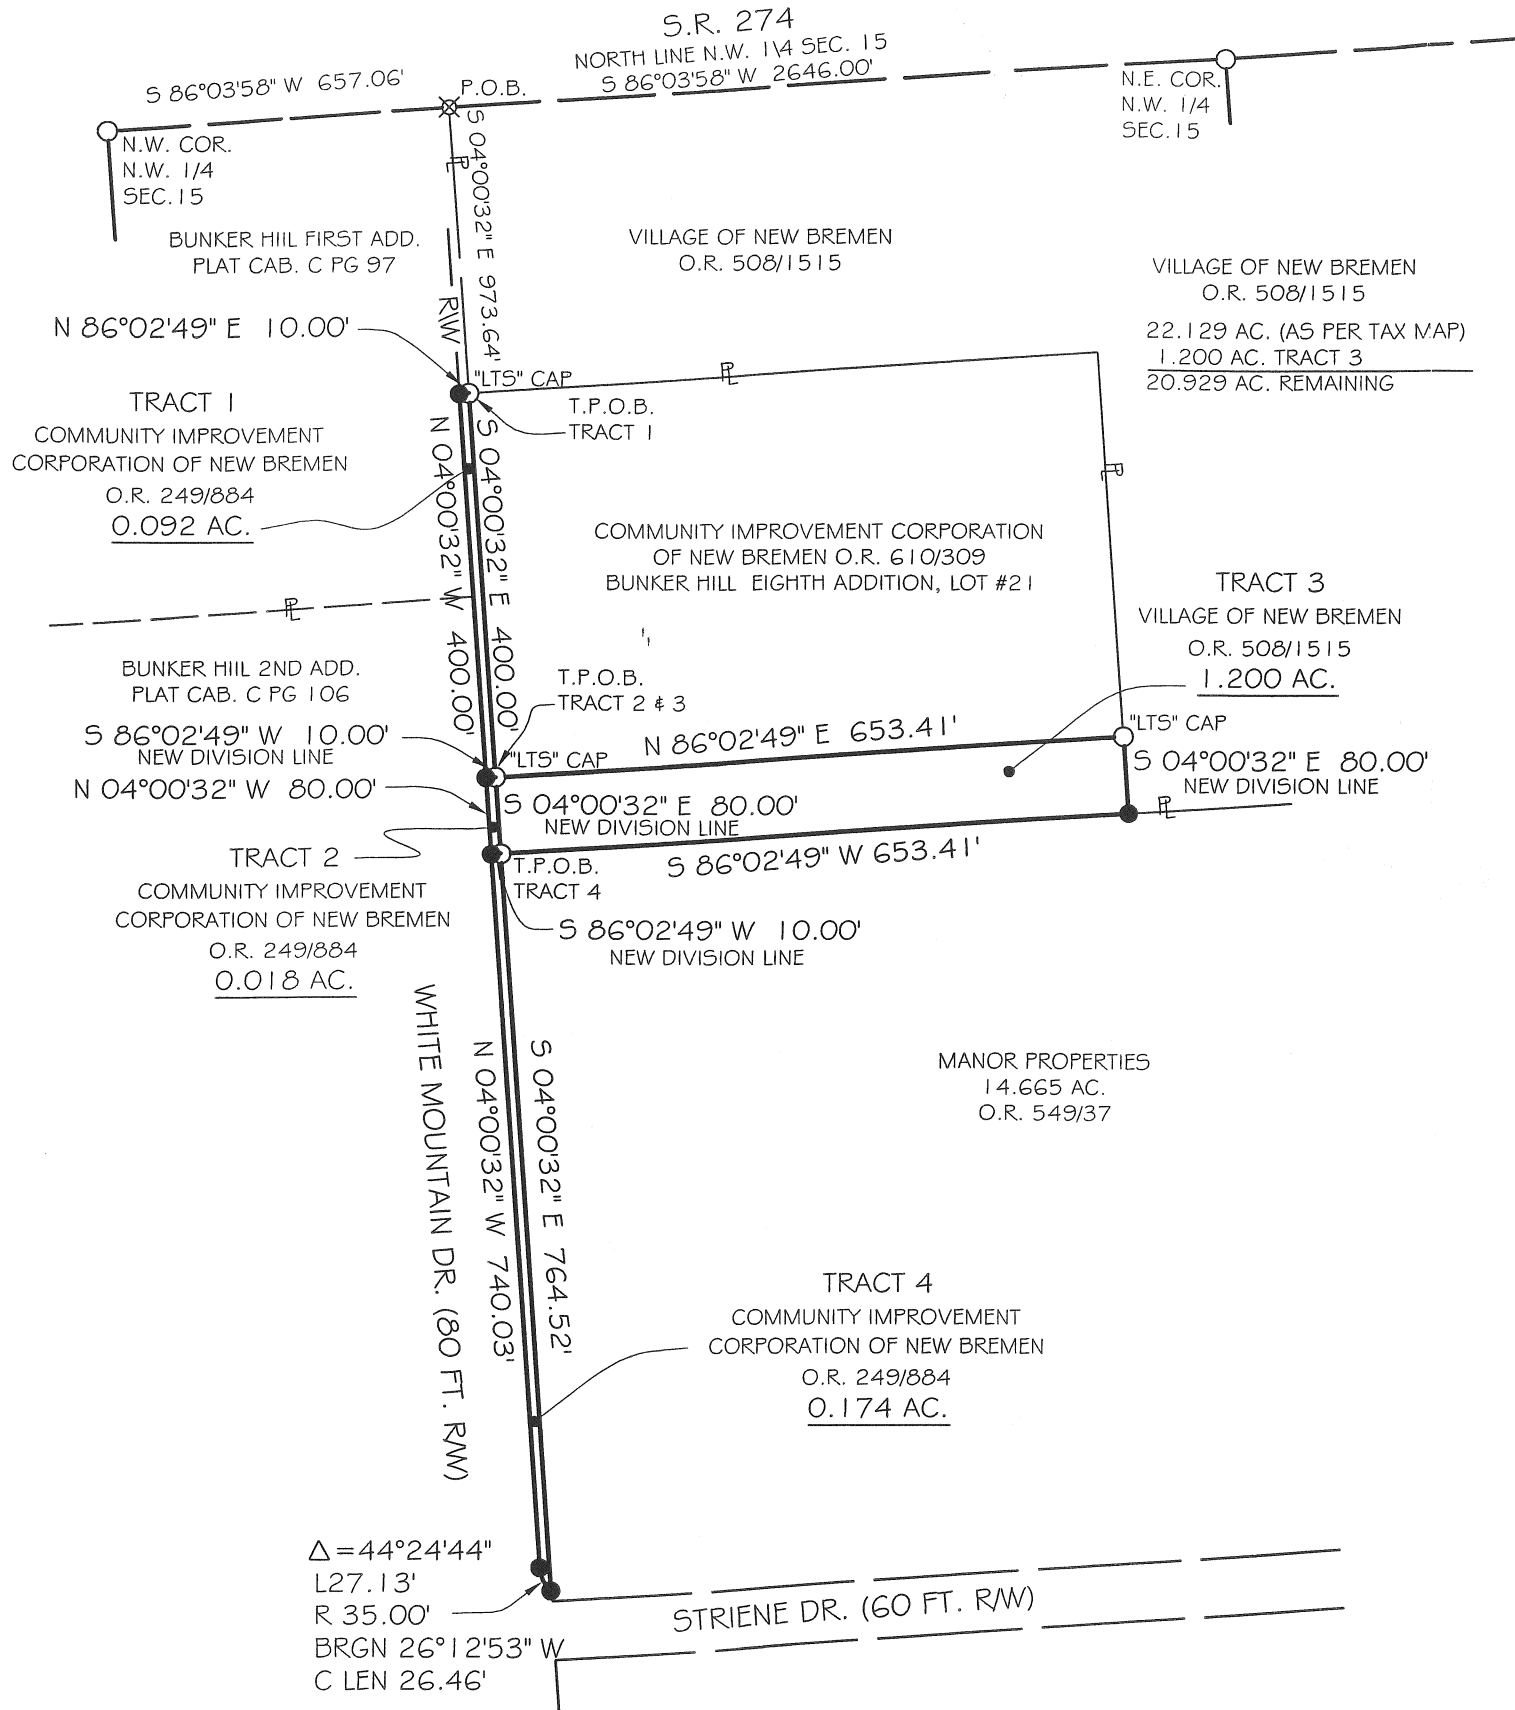 S.R. 274
NORTH LINE N.W. 1\4 SEC. 15
S 86°03'58" W 2646.00'
S 86°03'58" W 657.06'
P.O.B.
N.W. COR.
N.W. 1/4
SEC.15
N.E. COR.
N.W. 1/4
SEC.15
S 04°00'32" E 973.64'
PL
R\W
BUNKER HIIL FIRST ADD.
PLAT CAB. C PG 97
VILLAGE OF NEW BREMEN
O.R. 508/1515
VILLAGE OF NEW BREMEN
O.R. 508/1515
22.129 AC. (AS PER TAX MAP)
1.200 AC. TRACT 3
20.929 AC. REMAINING
N 86°02'49" E 10.00'
"LTS" CAP
PL
T.P.O.B.
TRACT 1
TRACT 1
COMMUNITY IMPROVEMENT
CORPORATION OF NEW BREMEN
O.R. 249/884
0.092 AC.
N 04°00'32" W 400.00'
S 04°00'32" E 400.00'
PL
COMMUNITY IMPROVEMENT CORPORATION
OF NEW BREMEN O.R. 610/309
BUNKER HILL EIGHTH ADDITION, LOT #21
TRACT 3
VILLAGE OF NEW BREMEN
O.R. 508/1515
1.200 AC.
PL
BUNKER HIIL 2ND ADD.
PLAT CAB. C PG 106
T.P.O.B.
TRACT 2 & 3
S 86°02'49" W 10.00'
NEW DIVISION LINE
N 04°00'32" W 80.00'
"LTS" CAP
N 86°02'49" E 653.41'
"LTS" CAP
S 04°00'32" E 80.00'
NEW DIVISION LINE
PL
S 04°00'32" E 80.00'
NEW DIVISION LINE
S 86°02'49" W 653.41'
T.P.O.B.
TRACT 4
S 86°02'49" W 10.00'
NEW DIVISION LINE
TRACT 2
COMMUNITY IMPROVEMENT
CORPORATION OF NEW BREMEN
O.R. 249/884
0.018 AC.
WHITE MOUNTAIN DR. (80 FT. R/W)
N 04°00'32" W 740.03'
S 04°00'32" E 764.52'
MANOR PROPERTIES
14.665 AC.
O.R. 549/37
TRACT 4
COMMUNITY IMPROVEMENT
CORPORATION OF NEW BREMEN
O.R. 249/884
0.174 AC.
Δ=44°24'44"
L27.13'
R 35.00'
BRGN 26°12'53" W
C LEN 26.46'
STRIENE DR. (60 FT. R/W)